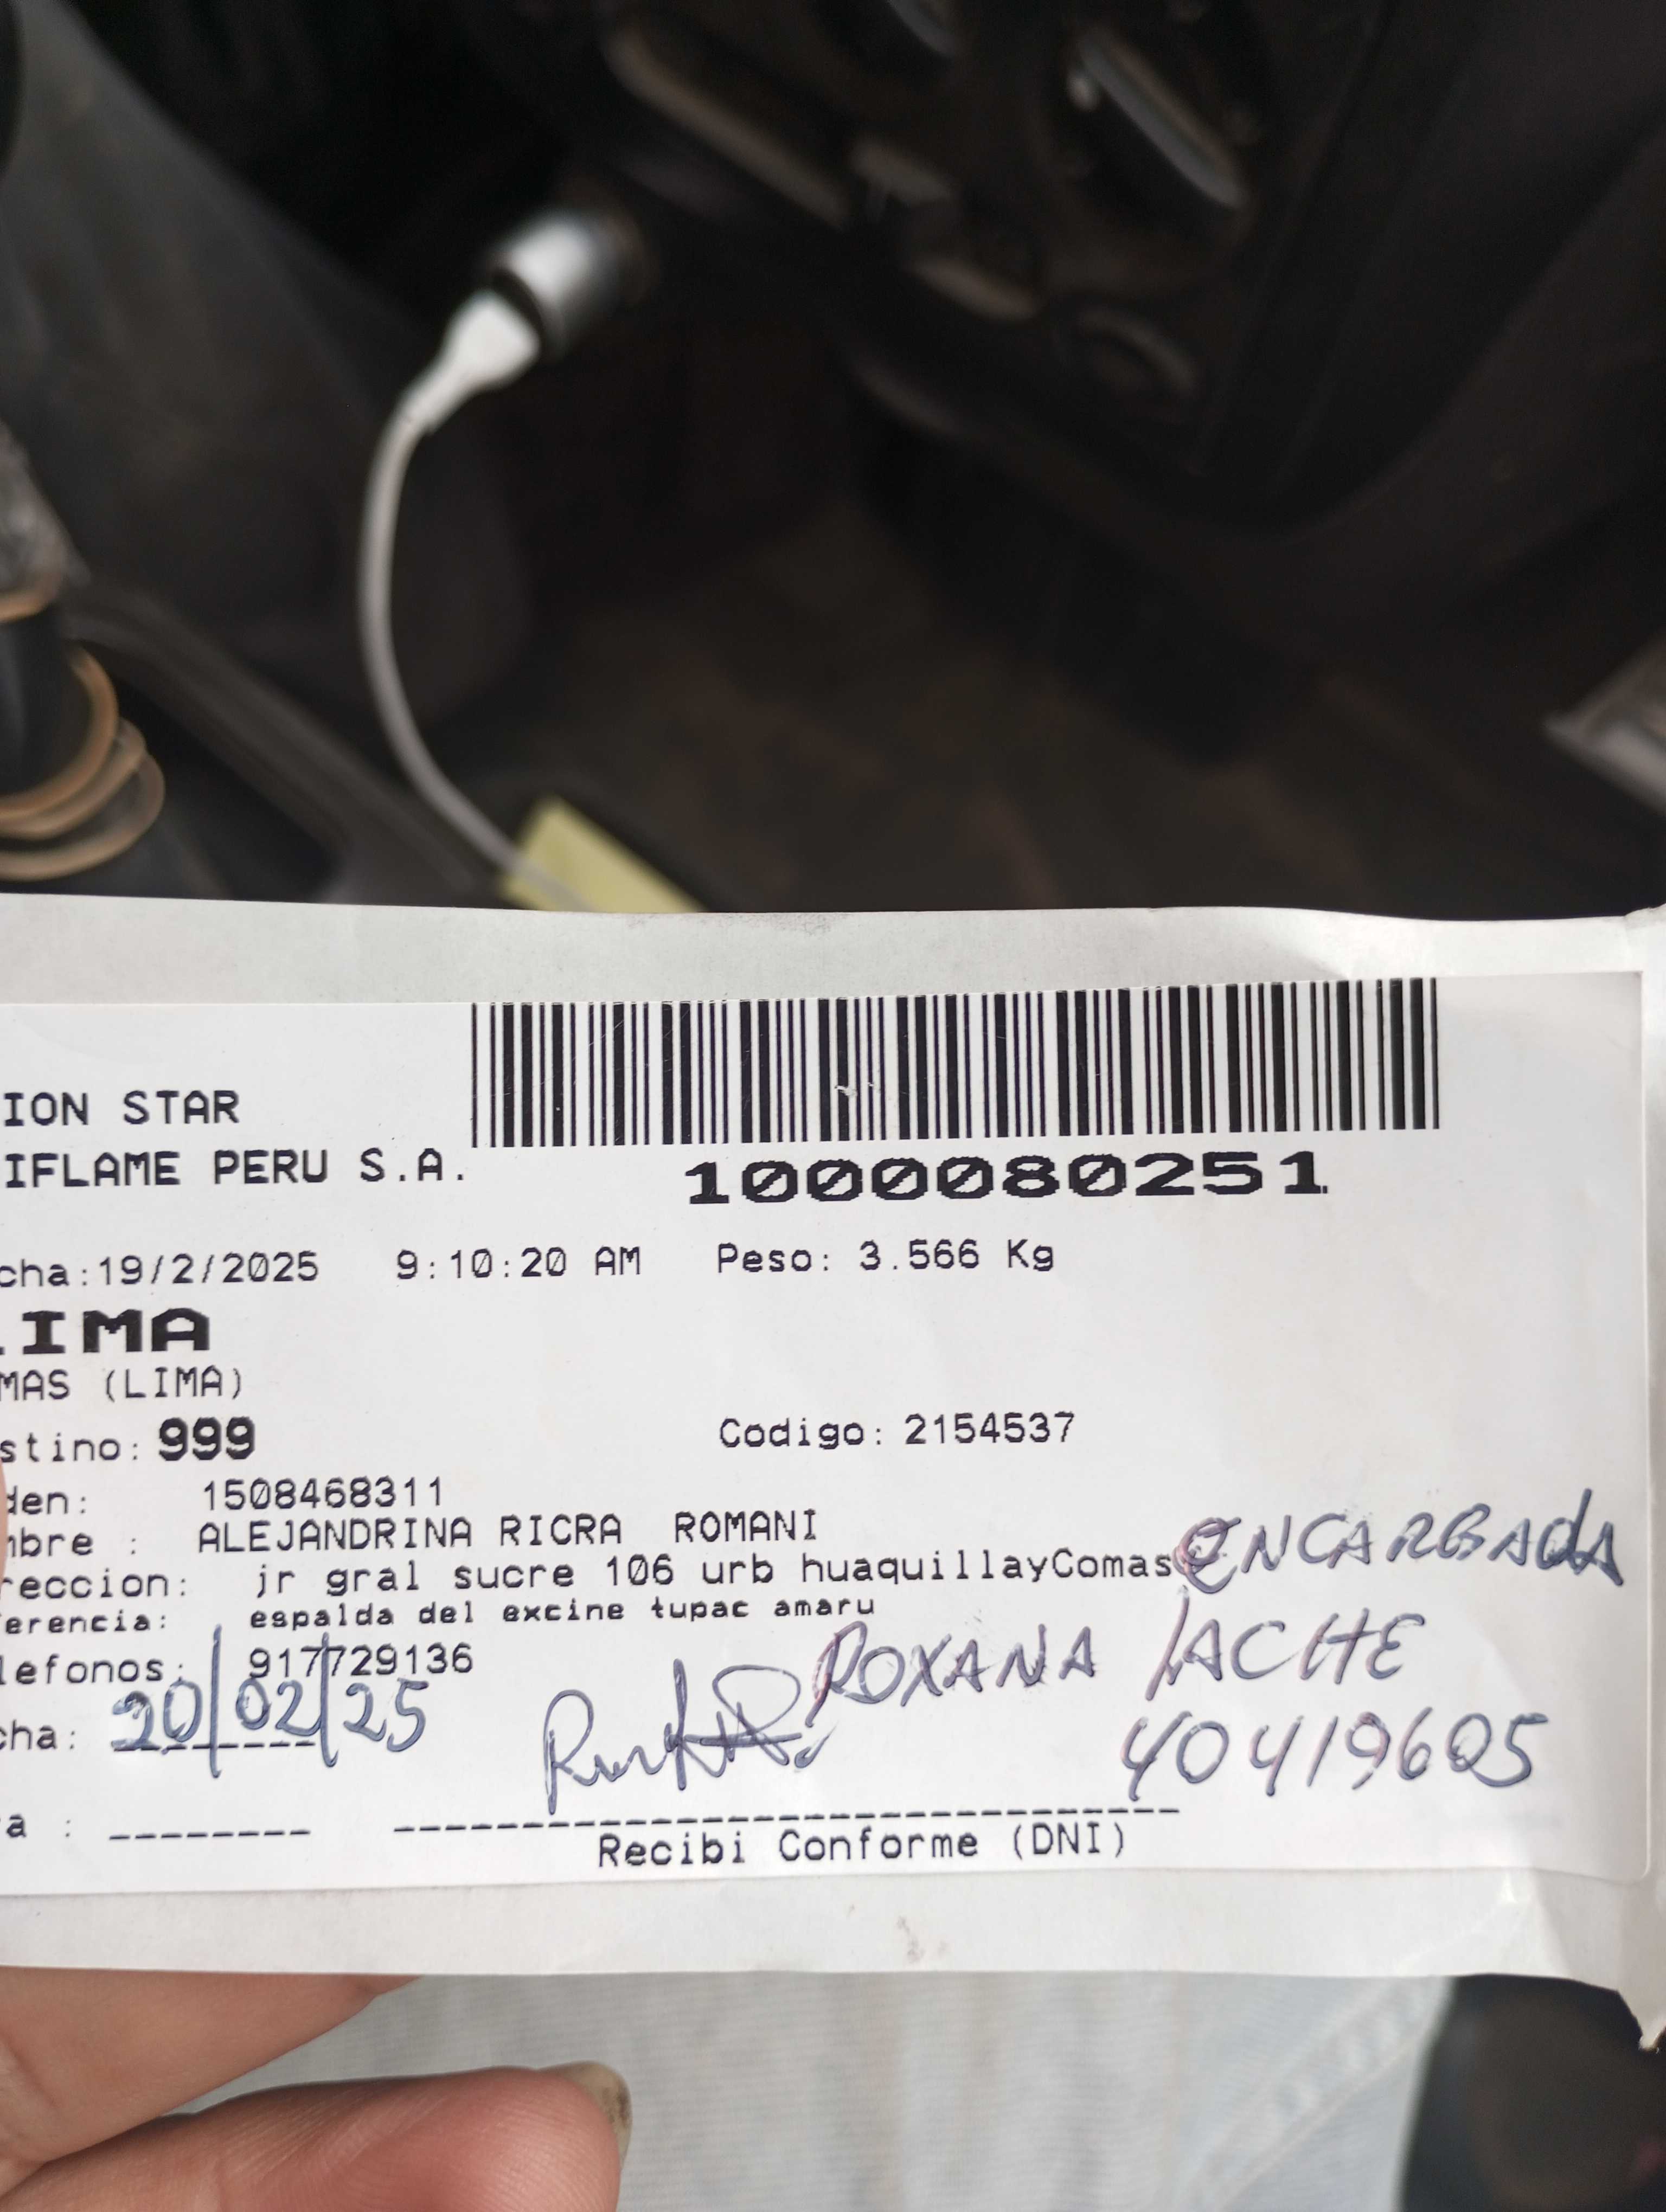 ION STAR
IFLAME PERU S.A.
1000080251
cha:19/2/2025 9:10:20 AM Peso: 3.566 Kg
IMA
MAS (LIMA)
stino: 999 Codigo: 2154537
den: 1508468311
mbre : ALEJANDRINA RICRA ROMANI
ENCARGADA
reccion: jr gral sucre 106 urb huaquillayComas
erencia: espalda del excine tupac amaru
lefonos: 917729136
ROXANA LACHE
cha: 20/02/25
40419605
a :
Recibi Conforme (DNI)